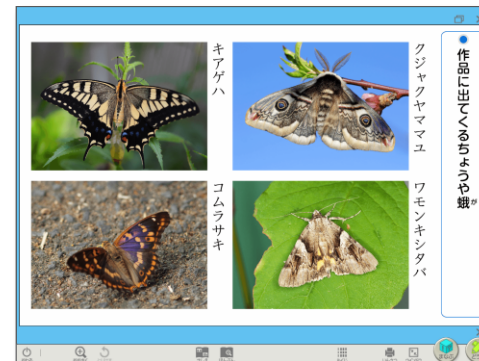 作品に出てくるちょうや蛾
が
クジャクヤママユ
キアゲハ
ワモンキシタバ
コムラサキ